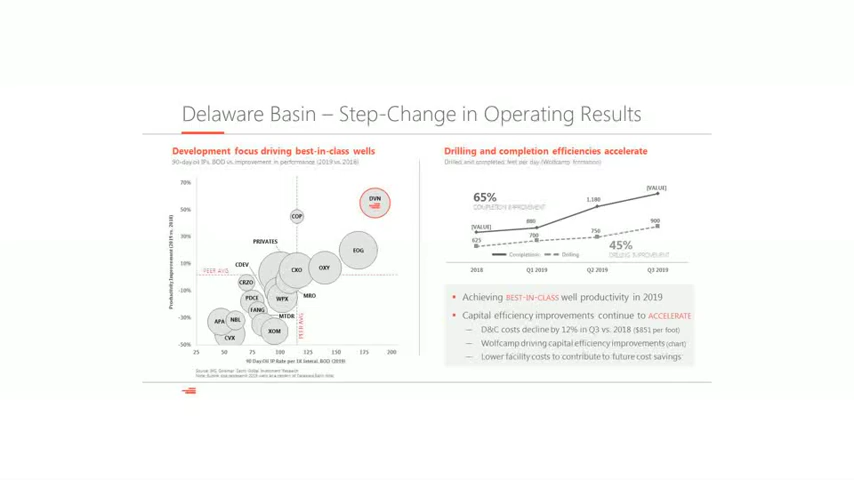 Delaware Basin – Step-Change in Operating Results
Development focus driving best-in-class wells
90-day oil IPs, BOD vs. improvement in performance (2019 vs. 2018)
Productivity Improvement (2019 vs. 2018)
70%
50%
30%
10%
-10%
-30%
-50%
DVN
COP
PRIVATES
EOG
CDEV
CXO
OXY
PEER AVG
CRZO
MRO
PDCE
WPX
FANG
MTDR
APA
NBL
CVX
XOM
PEER AVG
25 50 75 100 125 150 175 200
90 Day Oil IP Rate per 1K lateral, BOD (2019)
Drilling and completion efficiencies accelerate
Drilled and completed, feet per day (Wolfcamp formation)
65%
COMPLETION IMPROVEMENT
[VALUE]
880
1,180
[VALUE]
625
700
750
900
45%
DRILLING IMPROVEMENT
Completion Drilling
2018 Q1 2019 Q2 2019 Q3 2019
• Achieving BEST-IN-CLASS well productivity in 2019
• Capital efficiency improvements continue to ACCELERATE
— D&C costs decline by 12% in Q3 vs. 2018 ($851 per foot)
— Wolfcamp driving capital efficiency improvements (chart)
— Lower facility costs to contribute to future cost savings